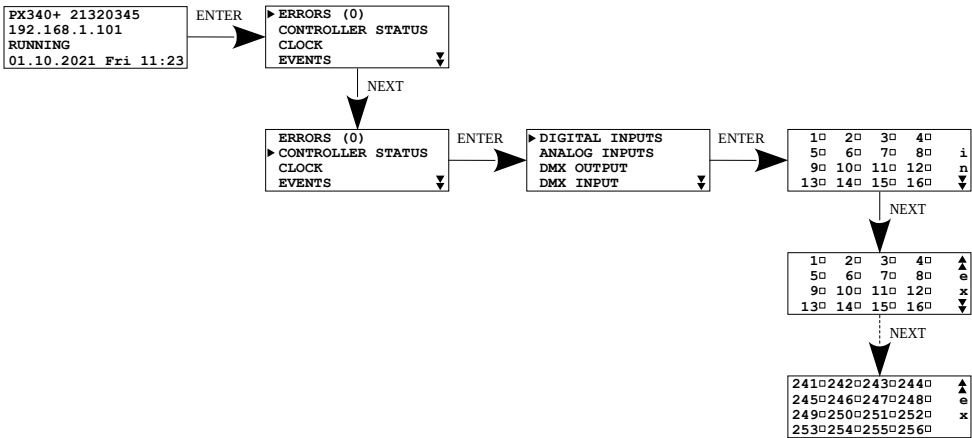 PX340+ 21320345
192.168.1.101
RUNNING
01.10.2021 Fri 11:23
ENTER
▶ERRORS (0)
CONTROLLER STATUS
CLOCK
EVENTS
NEXT
ERRORS (0)
▶CONTROLLER STATUS
CLOCK
EVENTS
ENTER
▶DIGITAL INPUTS
ANALOG INPUTS
DMX OUTPUT
DMX INPUT
ENTER
1□ 2□ 3□ 4□
5□ 6□ 7□ 8□ i
9□ 10□ 11□ 12□ n
13□ 14□ 15□ 16□
NEXT
1□ 2□ 3□ 4□
5□ 6□ 7□ 8□ e
9□ 10□ 11□ 12□ x
13□ 14□ 15□ 16□
NEXT
241□242□243□244□
245□246□247□248□ e
249□250□251□252□ x
253□254□255□256□